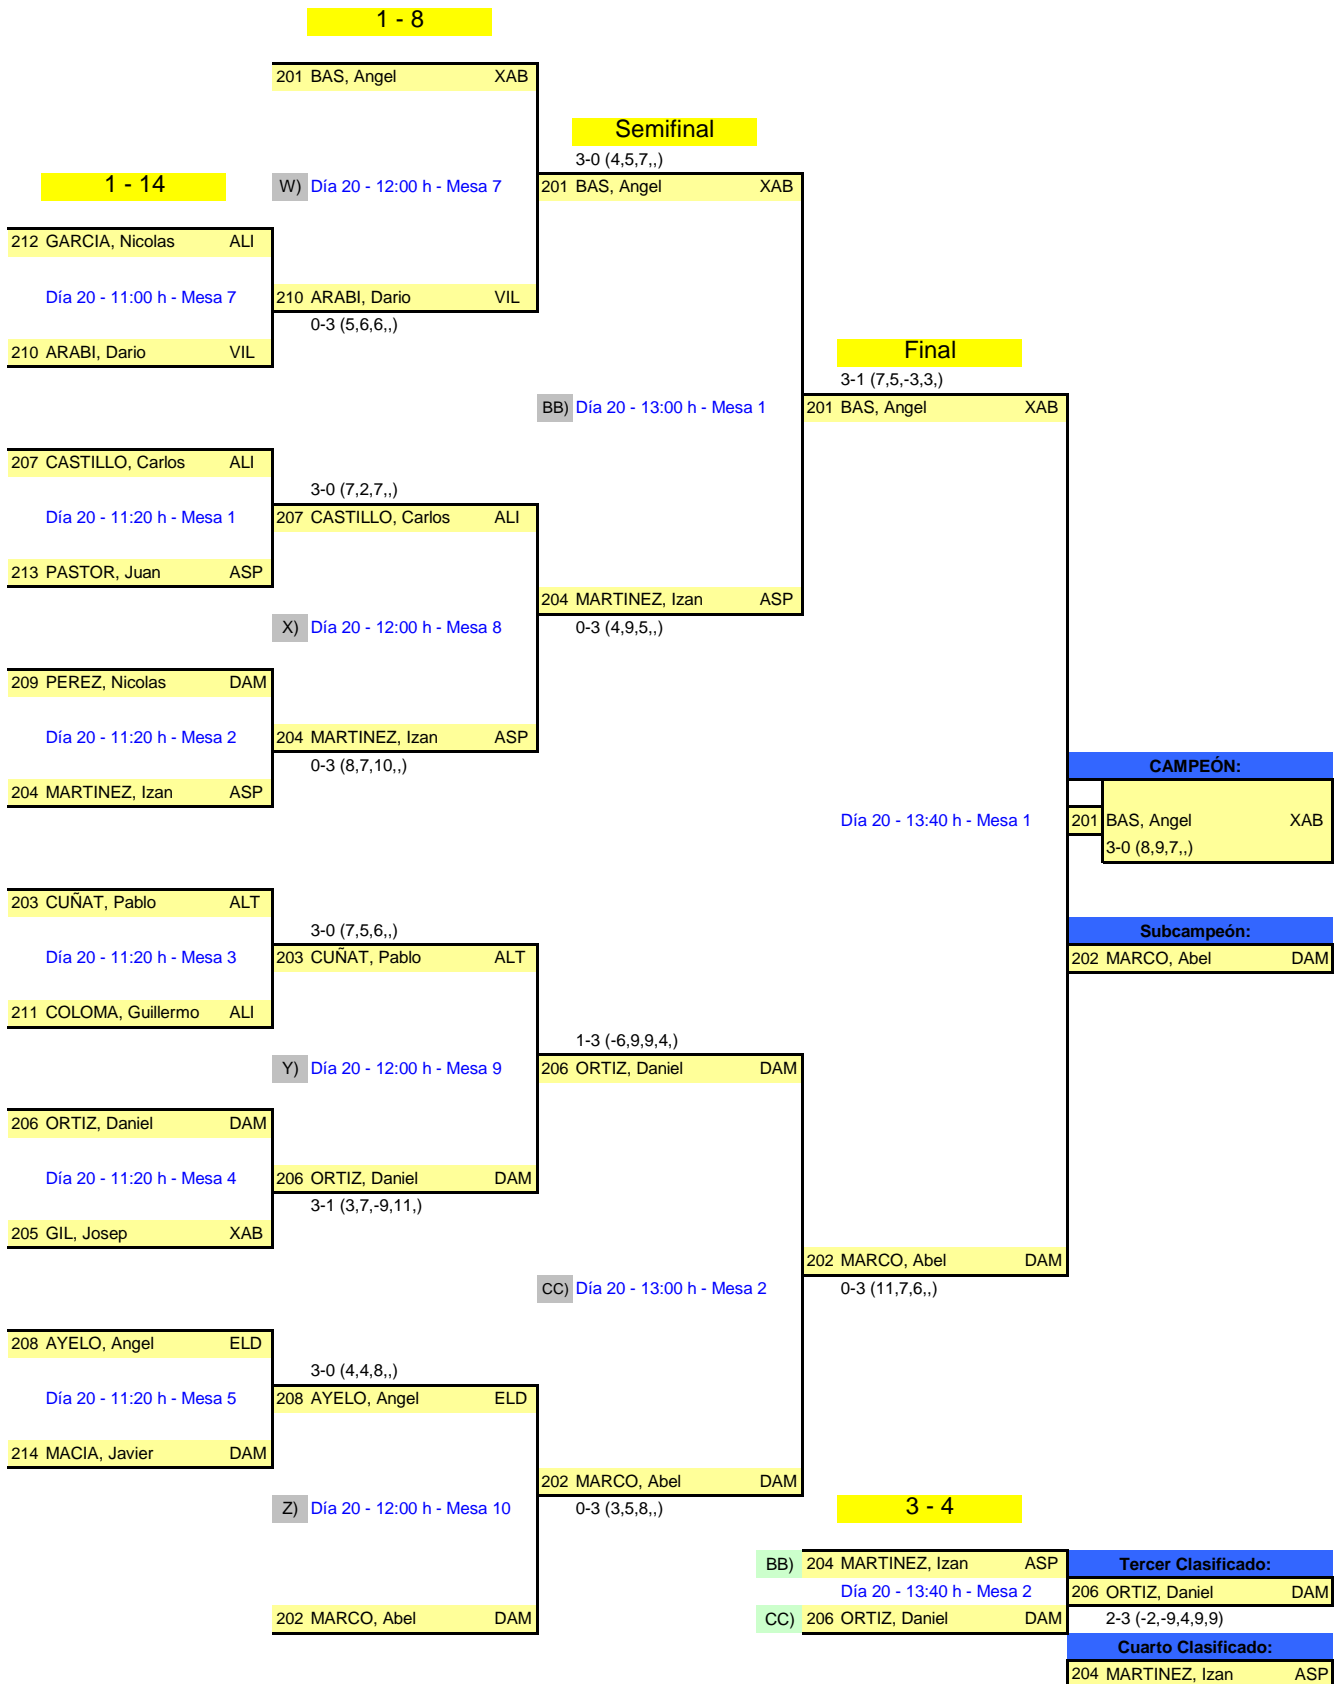 1 - 8
201 BAS, Angel XAB
Semifinal
3-0 (4,5,7,,)
1 - 14
W) Día 20 - 12:00 h - Mesa 7
201 BAS, Angel XAB
212 GARCIA, Nicolas ALI
Día 20 - 11:00 h - Mesa 7
210 ARABI, Dario VIL
0-3 (5,6,6,,)
210 ARABI, Dario VIL
Final
3-1 (7,5,-3,3,)
BB) Día 20 - 13:00 h - Mesa 1
201 BAS, Angel XAB
207 CASTILLO, Carlos ALI
3-0 (7,2,7,,)
Día 20 - 11:20 h - Mesa 1
207 CASTILLO, Carlos ALI
213 PASTOR, Juan ASP
204 MARTINEZ, Izan ASP
X) Día 20 - 12:00 h - Mesa 8
0-3 (4,9,5,,)
209 PEREZ, Nicolas DAM
Día 20 - 11:20 h - Mesa 2
204 MARTINEZ, Izan ASP
0-3 (8,7,10,,)
CAMPEÓN:
204 MARTINEZ, Izan ASP
Día 20 - 13:40 h - Mesa 1
201 BAS, Angel XAB
3-0 (8,9,7,,)
203 CUÑAT, Pablo ALT
3-0 (7,5,6,,)
Subcampeón:
Día 20 - 11:20 h - Mesa 3
203 CUÑAT, Pablo ALT
202 MARCO, Abel DAM
211 COLOMA, Guillermo ALI
1-3 (-6,9,9,4,)
Y) Día 20 - 12:00 h - Mesa 9
206 ORTIZ, Daniel DAM
206 ORTIZ, Daniel DAM
Día 20 - 11:20 h - Mesa 4
206 ORTIZ, Daniel DAM
3-1 (3,7,-9,11,)
205 GIL, Josep XAB
202 MARCO, Abel DAM
CC) Día 20 - 13:00 h - Mesa 2
0-3 (11,7,6,,)
208 AYELO, Angel ELD
3-0 (4,4,8,,)
Día 20 - 11:20 h - Mesa 5
208 AYELO, Angel ELD
214 MACIA, Javier DAM
202 MARCO, Abel DAM
Z) Día 20 - 12:00 h - Mesa 10
0-3 (3,5,8,,)
3 - 4
BB) 204 MARTINEZ, Izan ASP
Tercer Clasificado:
Día 20 - 13:40 h - Mesa 2
206 ORTIZ, Daniel DAM
202 MARCO, Abel DAM
CC) 206 ORTIZ, Daniel DAM
2-3 (-2,-9,4,9,9)
Cuarto Clasificado:
204 MARTINEZ, Izan ASP